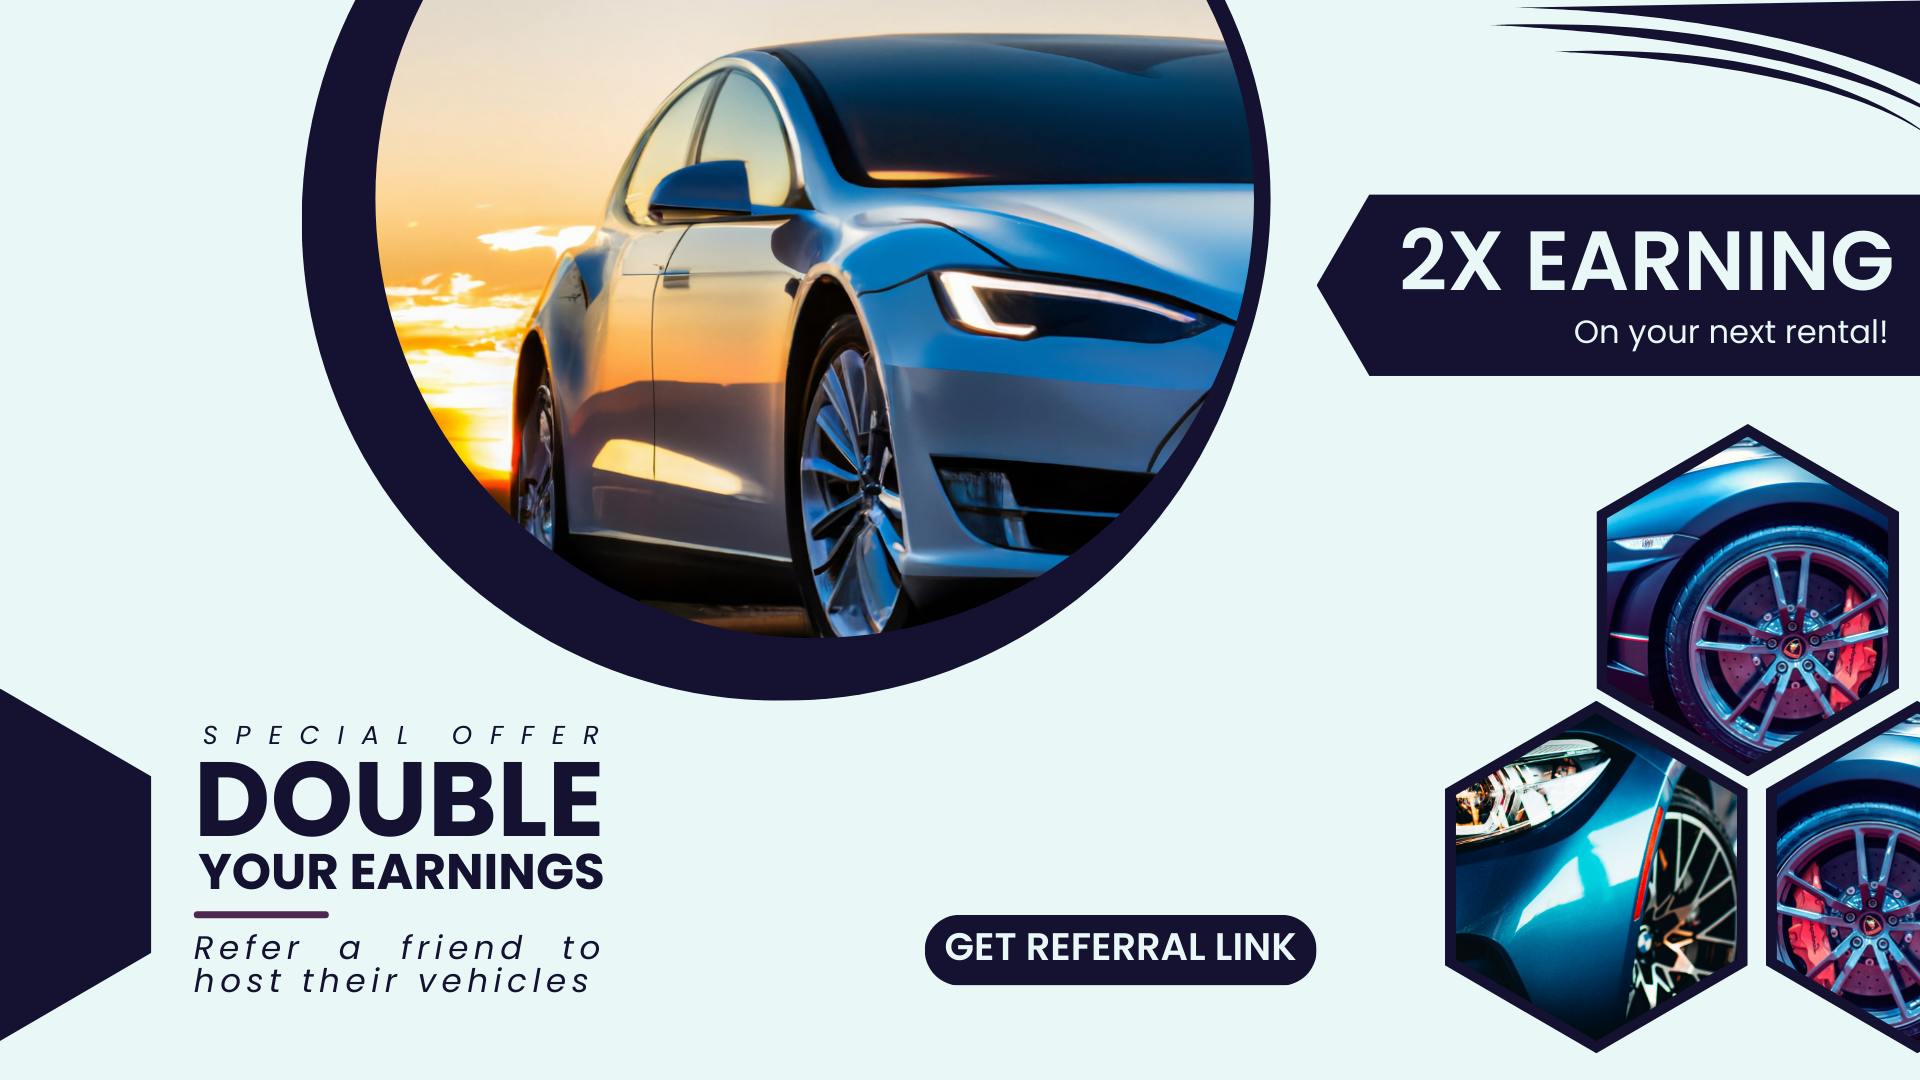 2X EARNING
On your next rental!
SPECIAL OFFER
DOUBLE
YOUR EARNINGS
Refer a friend to
host their vehicles
GET REFERRAL LINK